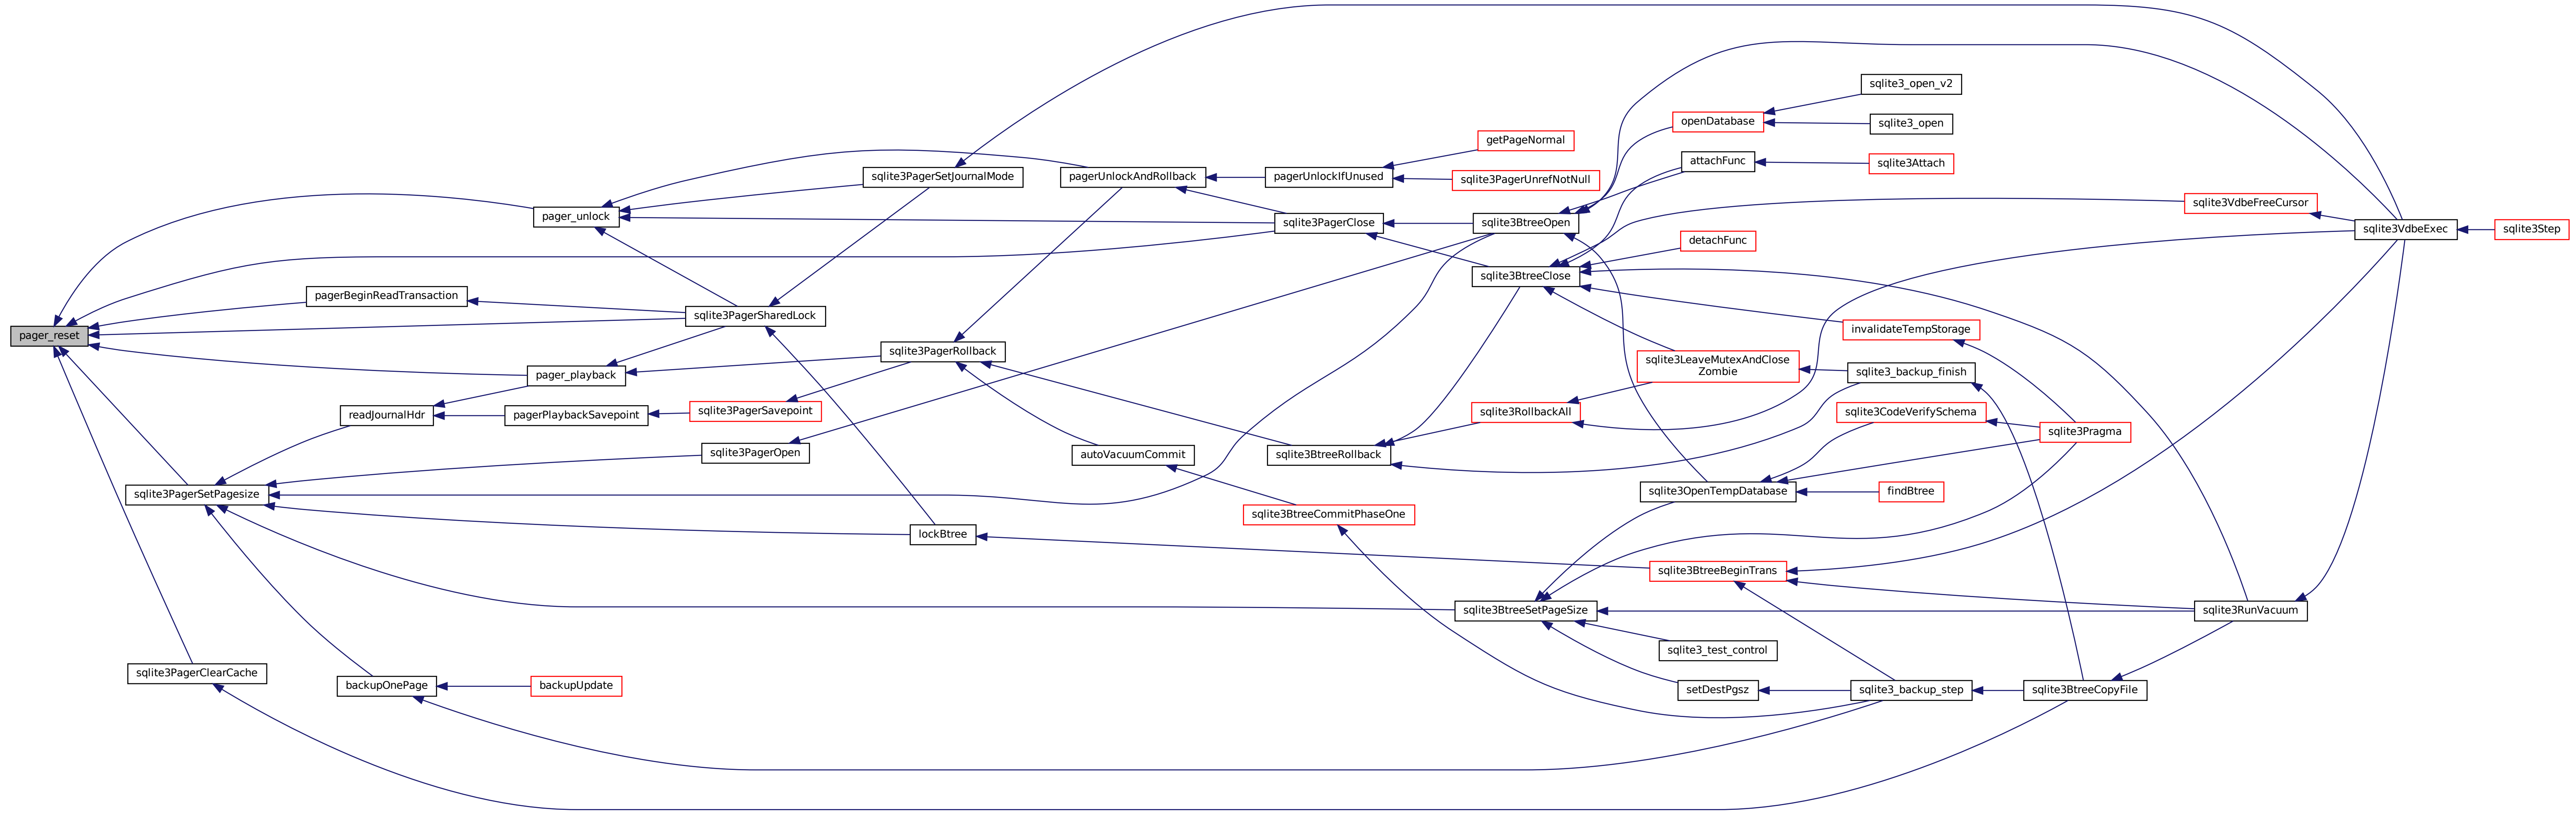 pager_reset
sqlite3PagerSetPagesize
sqlite3PagerClearCache
pagerBeginReadTransaction
readJournalHdr
backupOnePage
pager_unlock
pager_playback
pagerPlaybackSavepoint
backupUpdate
sqlite3PagerSharedLock
sqlite3PagerSavepoint
sqlite3PagerOpen
sqlite3PagerSetJournalMode
sqlite3PagerRollback
lockBtree
pagerUnlockAndRollback
autoVacuumCommit
pagerUnlockIfUnused
sqlite3PagerClose
sqlite3BtreeRollback
sqlite3BtreeCommitPhaseOne
getPageNormal
sqlite3PagerUnrefNotNull
sqlite3BtreeOpen
sqlite3BtreeClose
sqlite3RollbackAll
sqlite3BtreeSetPageSize
openDatabase
attachFunc
detachFunc
sqlite3LeaveMutexAndClose
Zombie
sqlite3OpenTempDatabase
sqlite3BtreeBeginTrans
sqlite3_test_control
setDestPgsz
sqlite3_open_v2
sqlite3_open
sqlite3Attach
invalidateTempStorage
sqlite3_backup_finish
sqlite3CodeVerifySchema
findBtree
sqlite3_backup_step
sqlite3VdbeFreeCursor
sqlite3Pragma
sqlite3BtreeCopyFile
sqlite3RunVacuum
sqlite3VdbeExec
sqlite3Step